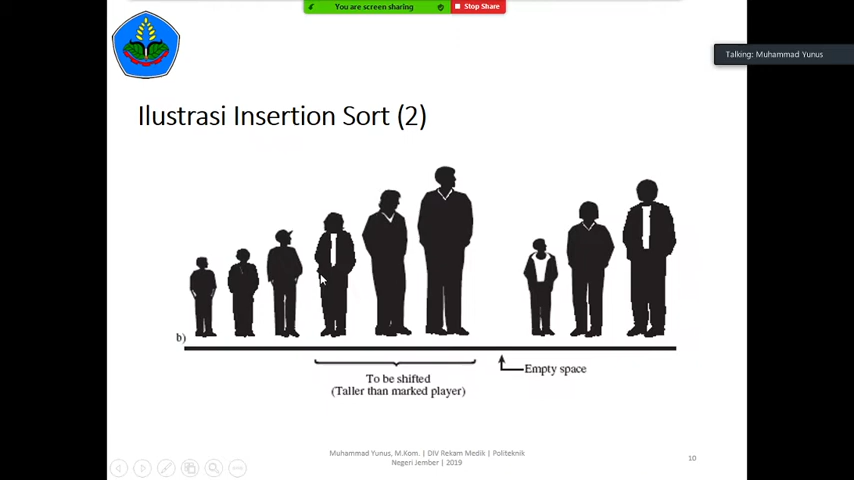 You are screen sharing
Stop Share
Talking: Muhammad Yunus
Ilustrasi Insertion Sort (2)
b)
To be shifted
(Taller than marked player)
Empty space
Muhammad Yunus, M.Kom. | DIV Rekam Medik | Politeknik
Negeri Jember | 2019
10